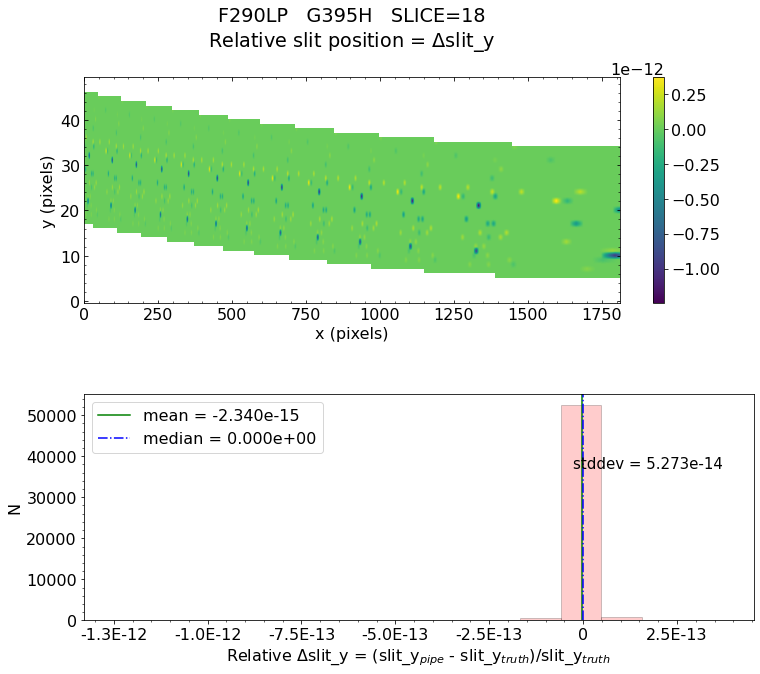 F290LP G395H SLICE=18
Relative slit position = Δslit_y
1e−12
0.25
0.00
−0.25
−0.50
−0.75
−1.00
40
30
20
10
0
y (pixels)
0 250 500 750 1000 1250 1500 1750
x (pixels)
mean = -2.340e-15
median = 0.000e+00
stddev = 5.273e-14
50000
40000
30000
20000
10000
0
N
-1.3E-12 -1.0E-12 -7.5E-13 -5.0E-13 -2.5E-13 0 2.5E-13
Relative Δslit_y = (slit_y_pipe - slit_y_truth)/slit_y_truth